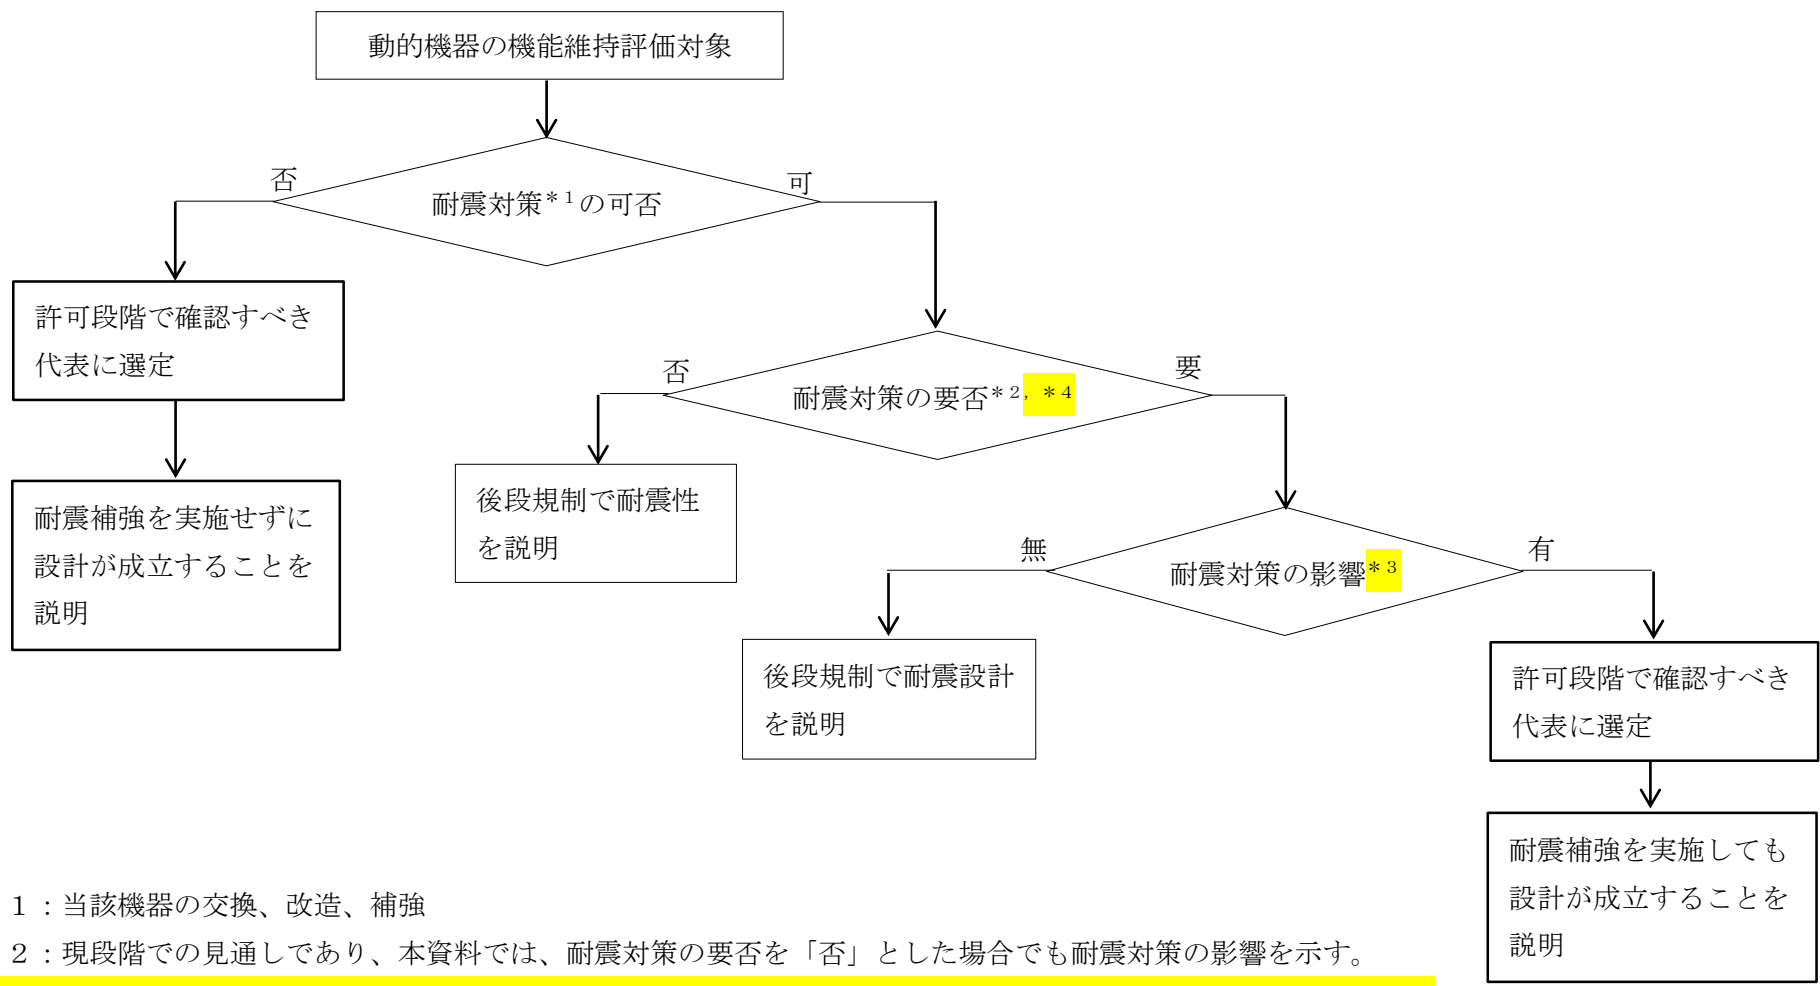 動的機器の機能維持評価対象
否
可
耐震対策＊１の可否
許可段階で確認すべき
代表に選定
否
要
耐震対策の要否＊２，＊４
耐震補強を実施せずに
設計が成立することを
説明
後段規制で耐震性
を説明
無
有
耐震対策の影響＊３
後段規制で耐震設計
を説明
許可段階で確認すべき
代表に選定
耐震補強を実施しても
設計が成立することを
説明
１：当該機器の交換、改造、補強
２：現段階での見通しであり、本資料では、耐震対策の要否を「否」とした場合でも耐震対策の影響を示す。